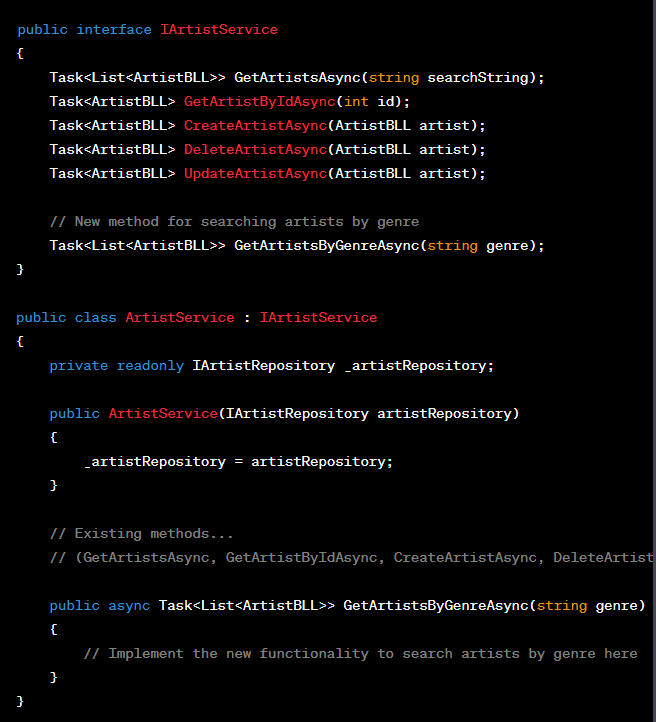 public interface IArtistService
{
    Task<List<ArtistBLL>> GetArtistsAsync(string searchString);
    Task<ArtistBLL> GetArtistByIdAsync(int id);
    Task<ArtistBLL> CreateArtistAsync(ArtistBLL artist);
    Task<ArtistBLL> DeleteArtistAsync(ArtistBLL artist);
    Task<ArtistBLL> UpdateArtistAsync(ArtistBLL artist);

    // New method for searching artists by genre
    Task<List<ArtistBLL>> GetArtistsByGenreAsync(string genre);
}

public class ArtistService : IArtistService
{
    private readonly IArtistRepository _artistRepository;

    public ArtistService(IArtistRepository artistRepository)
    {
        _artistRepository = artistRepository;
    }

    // Existing methods...
    // (GetArtistsAsync, GetArtistByIdAsync, CreateArtistAsync, DeleteArtist

    public async Task<List<ArtistBLL>> GetArtistsByGenreAsync(string genre)
    {
        // Implement the new functionality to search artists by genre here
    }
}